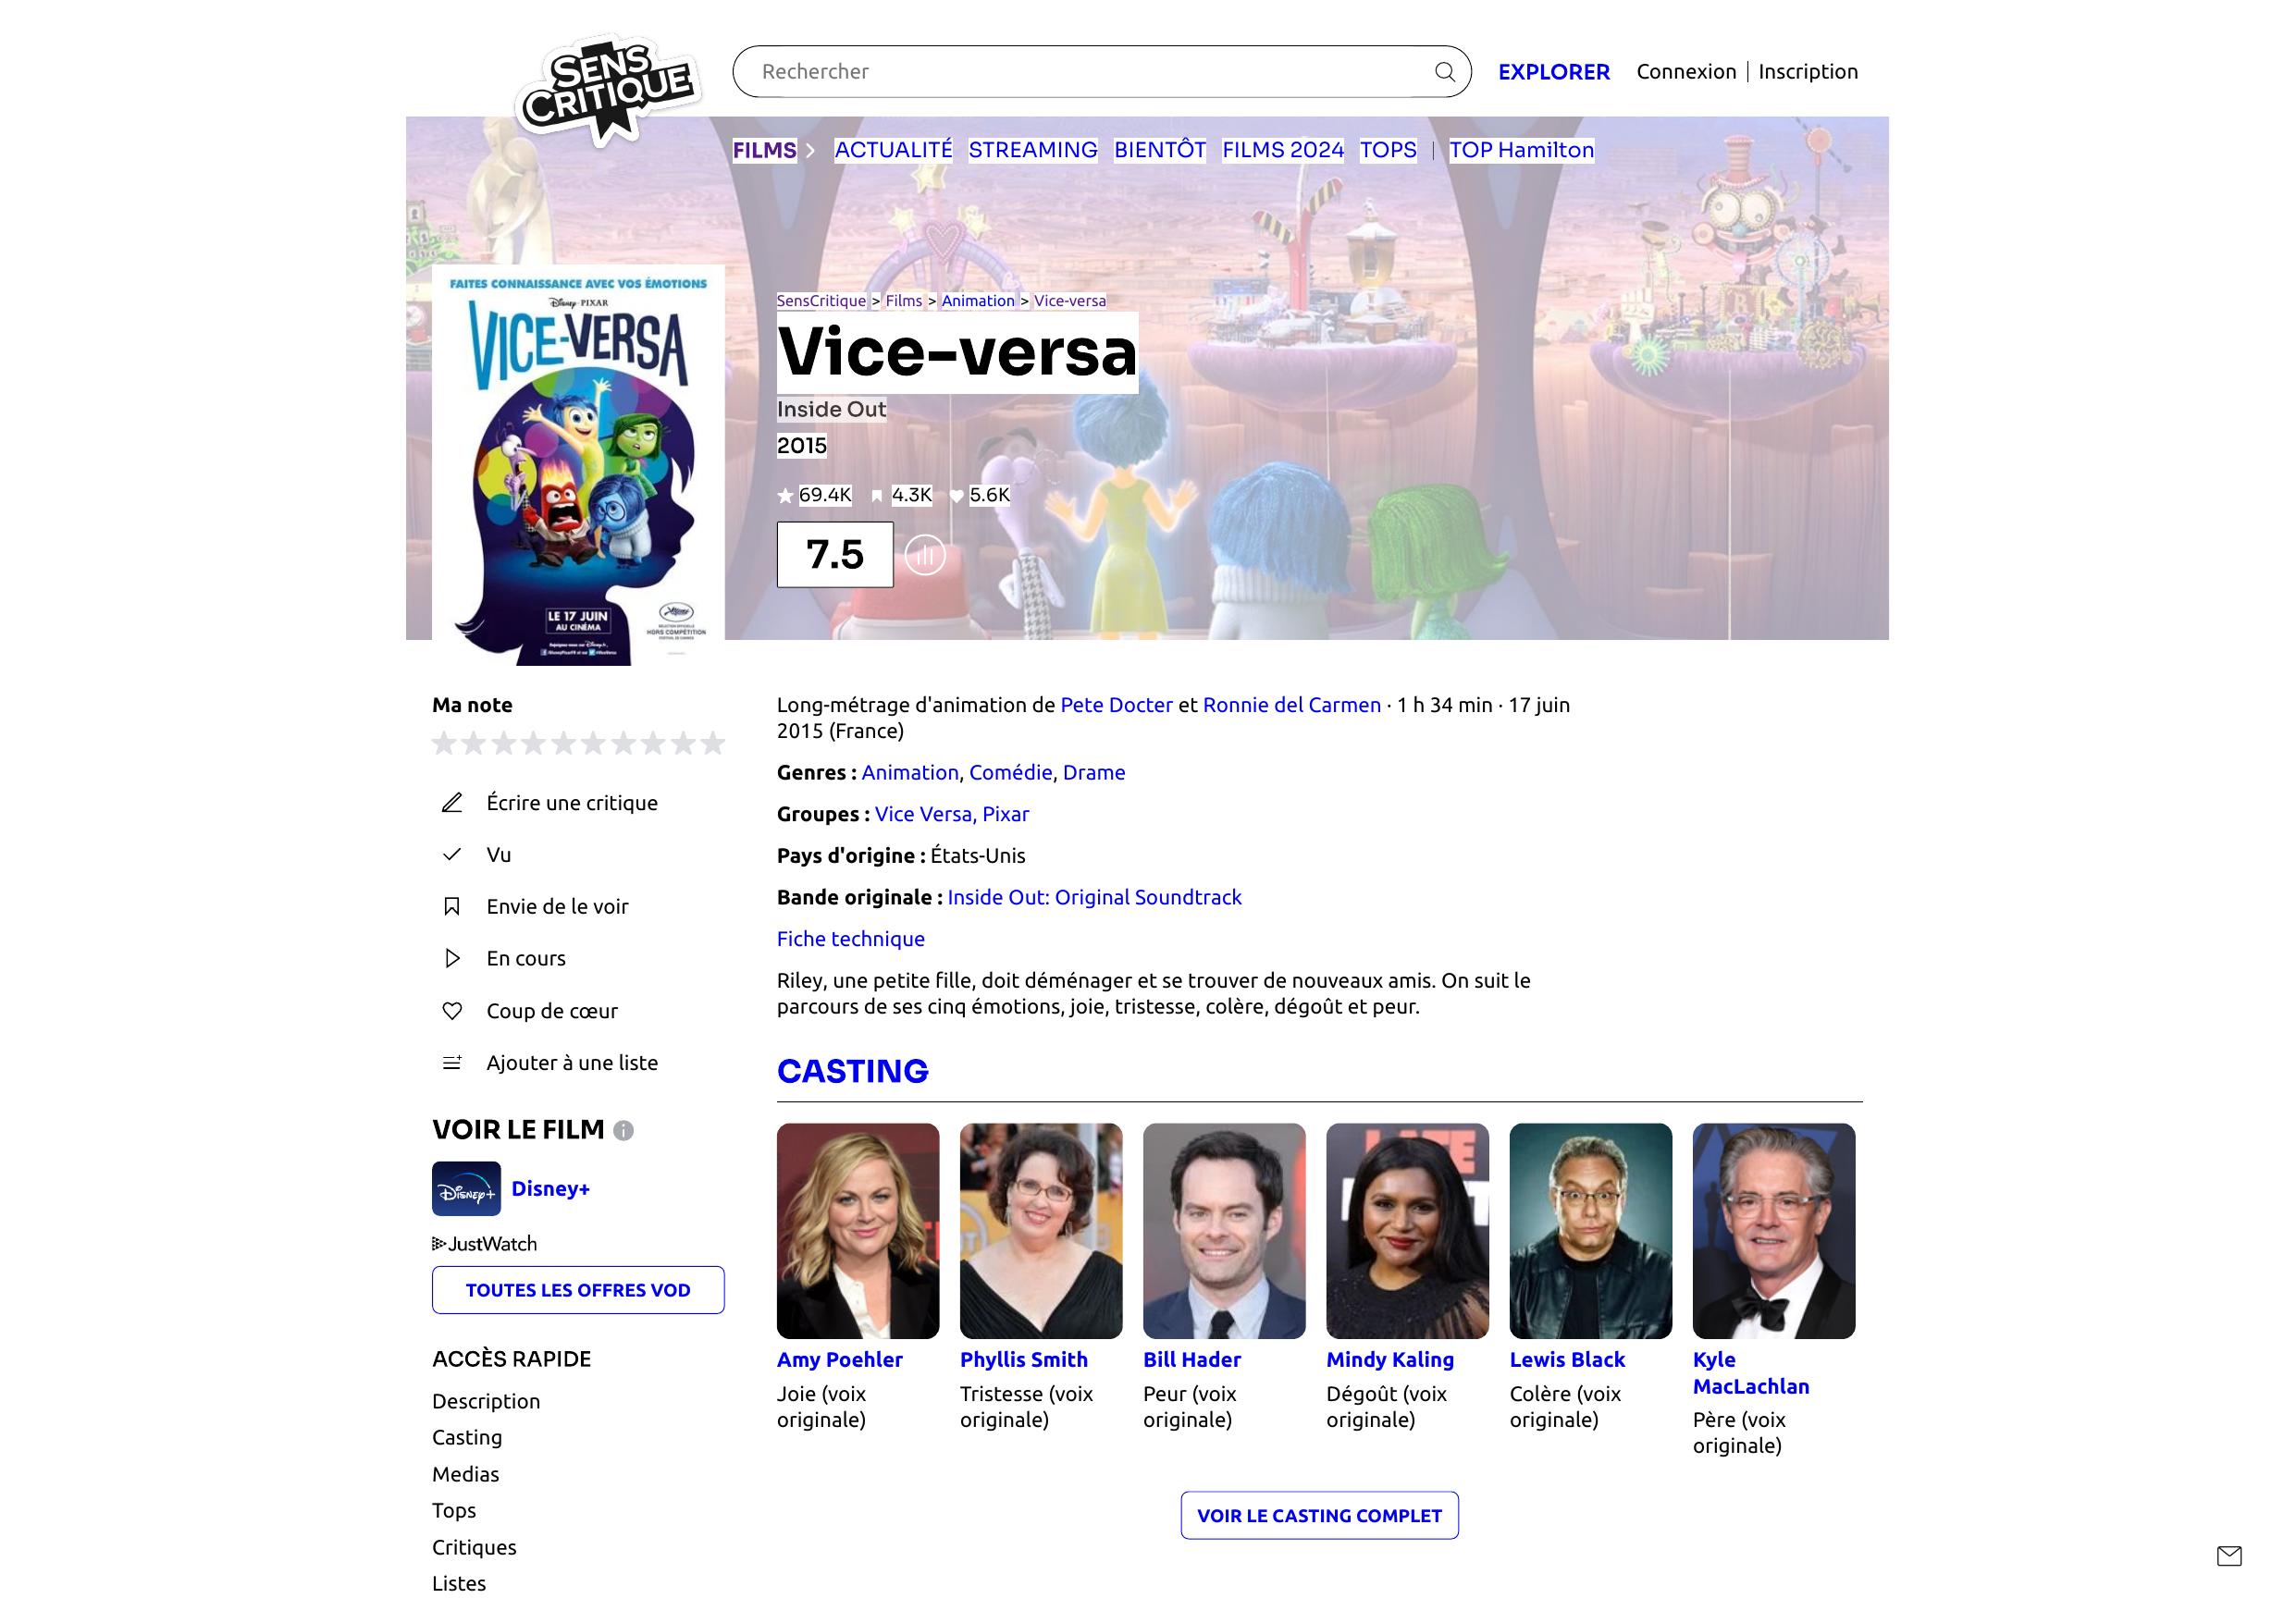 SENS
CRITIQUE
Rechercher
EXPLORER
Connexion | Inscription
FILMS
ACTUALITÉ
STREAMING
BIENTÔT
FILMS 2024
TOPS
|
TOP Hamilton
FAITES CONNAISSANCE AVEC VOS ÉMOTIONS
Disney · PIXAR
VICE-VERSA
LE 17 JUIN
AU CINÉMA
HORS COMPÉTITION
SensCritique > Films > Animation > Vice-versa
Vice-versa
Inside Out
2015
69.4K
4.3K
5.6K
7.5
Ma note
Écrire une critique
Vu
Envie de le voir
En cours
Coup de cœur
Ajouter à une liste
VOIR LE FILM
Disney+
Disney+
JustWatch
TOUTES LES OFFRES VOD
ACCÈS RAPIDE
Description
Casting
Medias
Tops
Critiques
Listes
Long-métrage d'animation de Pete Docter et Ronnie del Carmen · 1 h 34 min · 17 juin
2015 (France)
Genres : Animation, Comédie, Drame
Groupes : Vice Versa, Pixar
Pays d'origine : États-Unis
Bande originale : Inside Out: Original Soundtrack
Fiche technique
Riley, une petite fille, doit déménager et se trouver de nouveaux amis. On suit le
parcours de ses cinq émotions, joie, tristesse, colère, dégoût et peur.
CASTING
Amy Poehler
Joie (voix
originale)
Phyllis Smith
Tristesse (voix
originale)
Bill Hader
Peur (voix
originale)
Mindy Kaling
Dégoût (voix
originale)
Lewis Black
Colère (voix
originale)
Kyle
MacLachlan
Père (voix
originale)
VOIR LE CASTING COMPLET